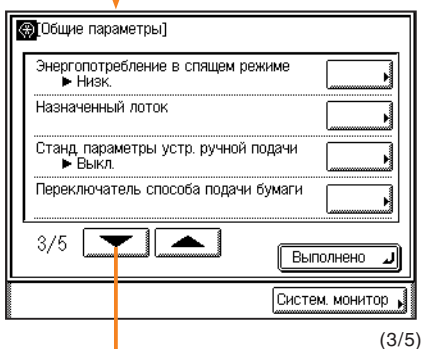 [Общие параметры]
Энергопотребление в спящем режиме
► Низк.
Назначенный лоток
Станд. параметры устр. ручной подачи
► Выкл.
Переключатель способа подачи бумаги
3/5
Выполнено
Систем. монитор
(3/5)